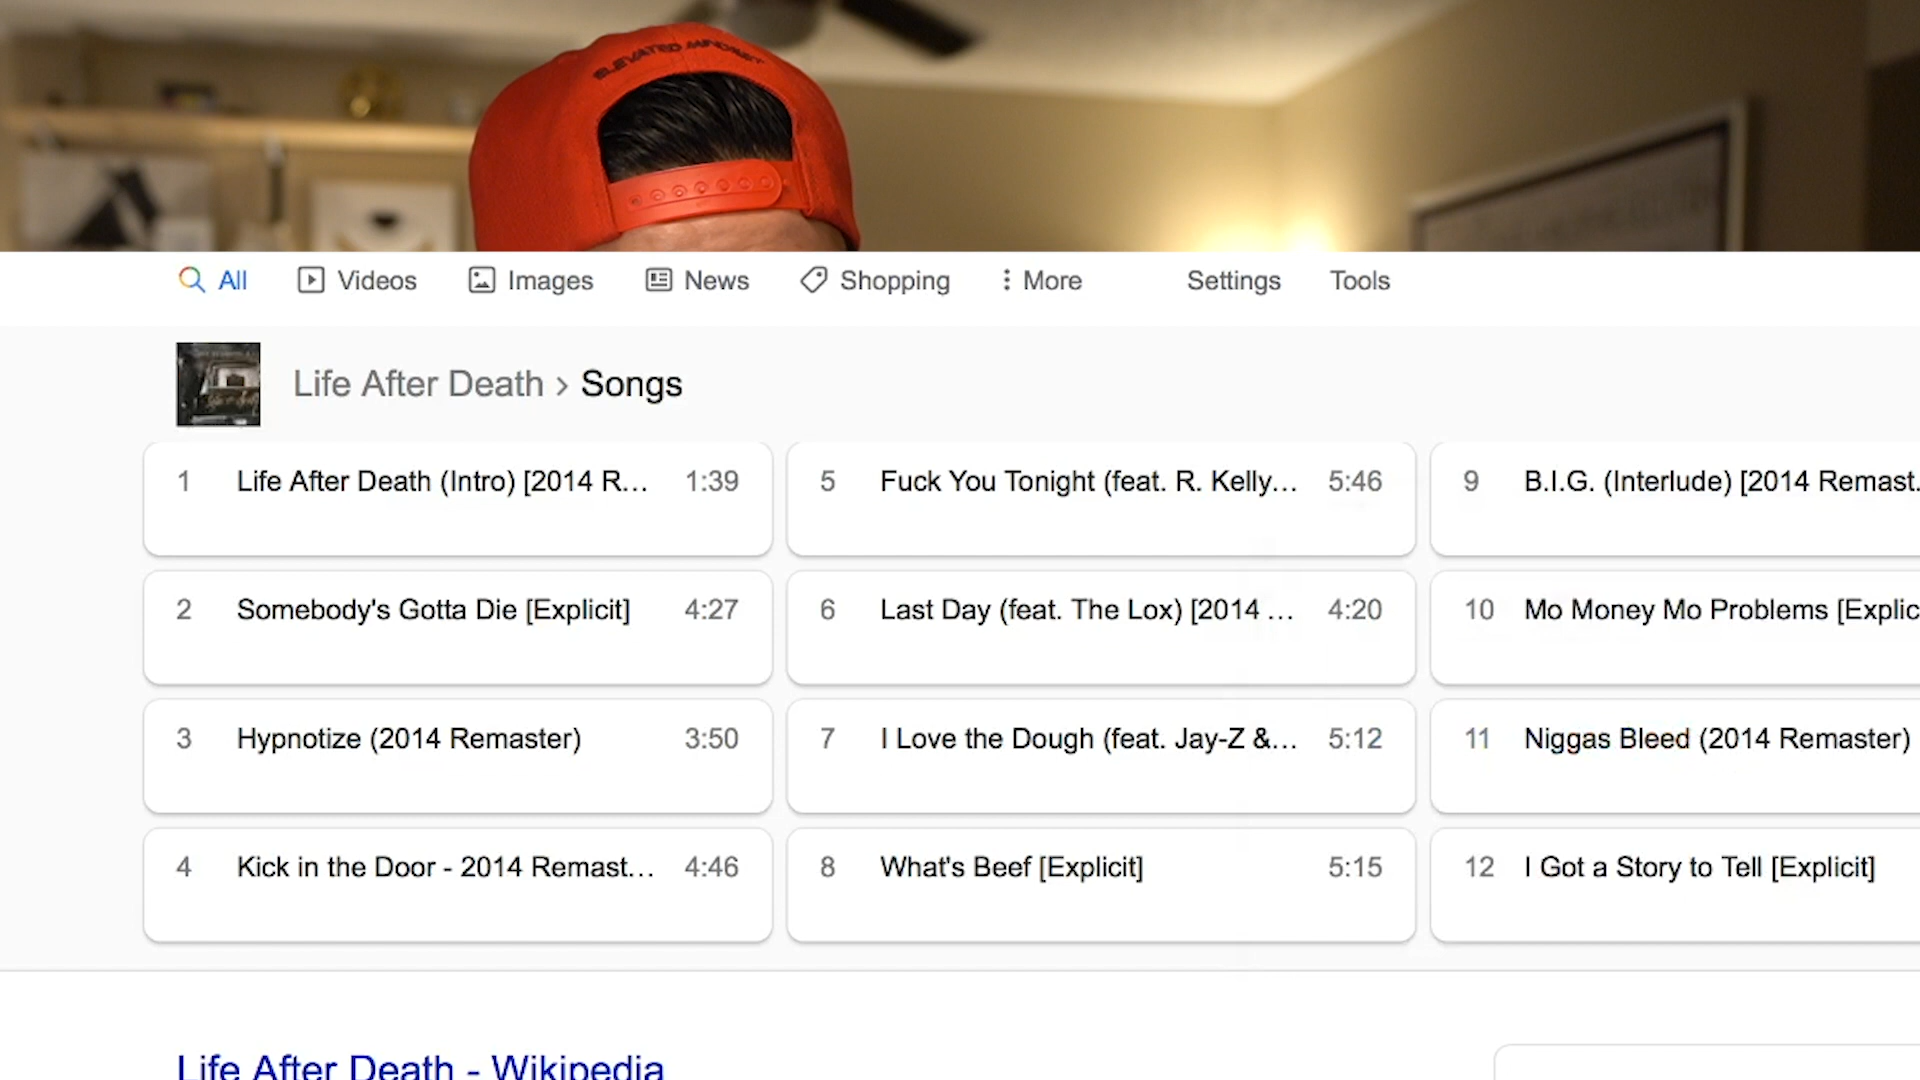 ELEVATED MINDSET
All Videos Images News Shopping More Settings Tools
Life After Death › Songs
1 Life After Death (Intro) [2014 R... 1:39
2 Somebody's Gotta Die [Explicit] 4:27
3 Hypnotize (2014 Remaster) 3:50
4 Kick in the Door - 2014 Remast... 4:46
5 Fuck You Tonight (feat. R. Kelly... 5:46
6 Last Day (feat. The Lox) [2014 ... 4:20
7 I Love the Dough (feat. Jay-Z &... 5:12
8 What's Beef [Explicit] 5:15
9 B.I.G. (Interlude) [2014 Remast.
10 Mo Money Mo Problems [Explic
11 Niggas Bleed (2014 Remaster)
12 I Got a Story to Tell [Explicit]
Life After Death - Wikipedia